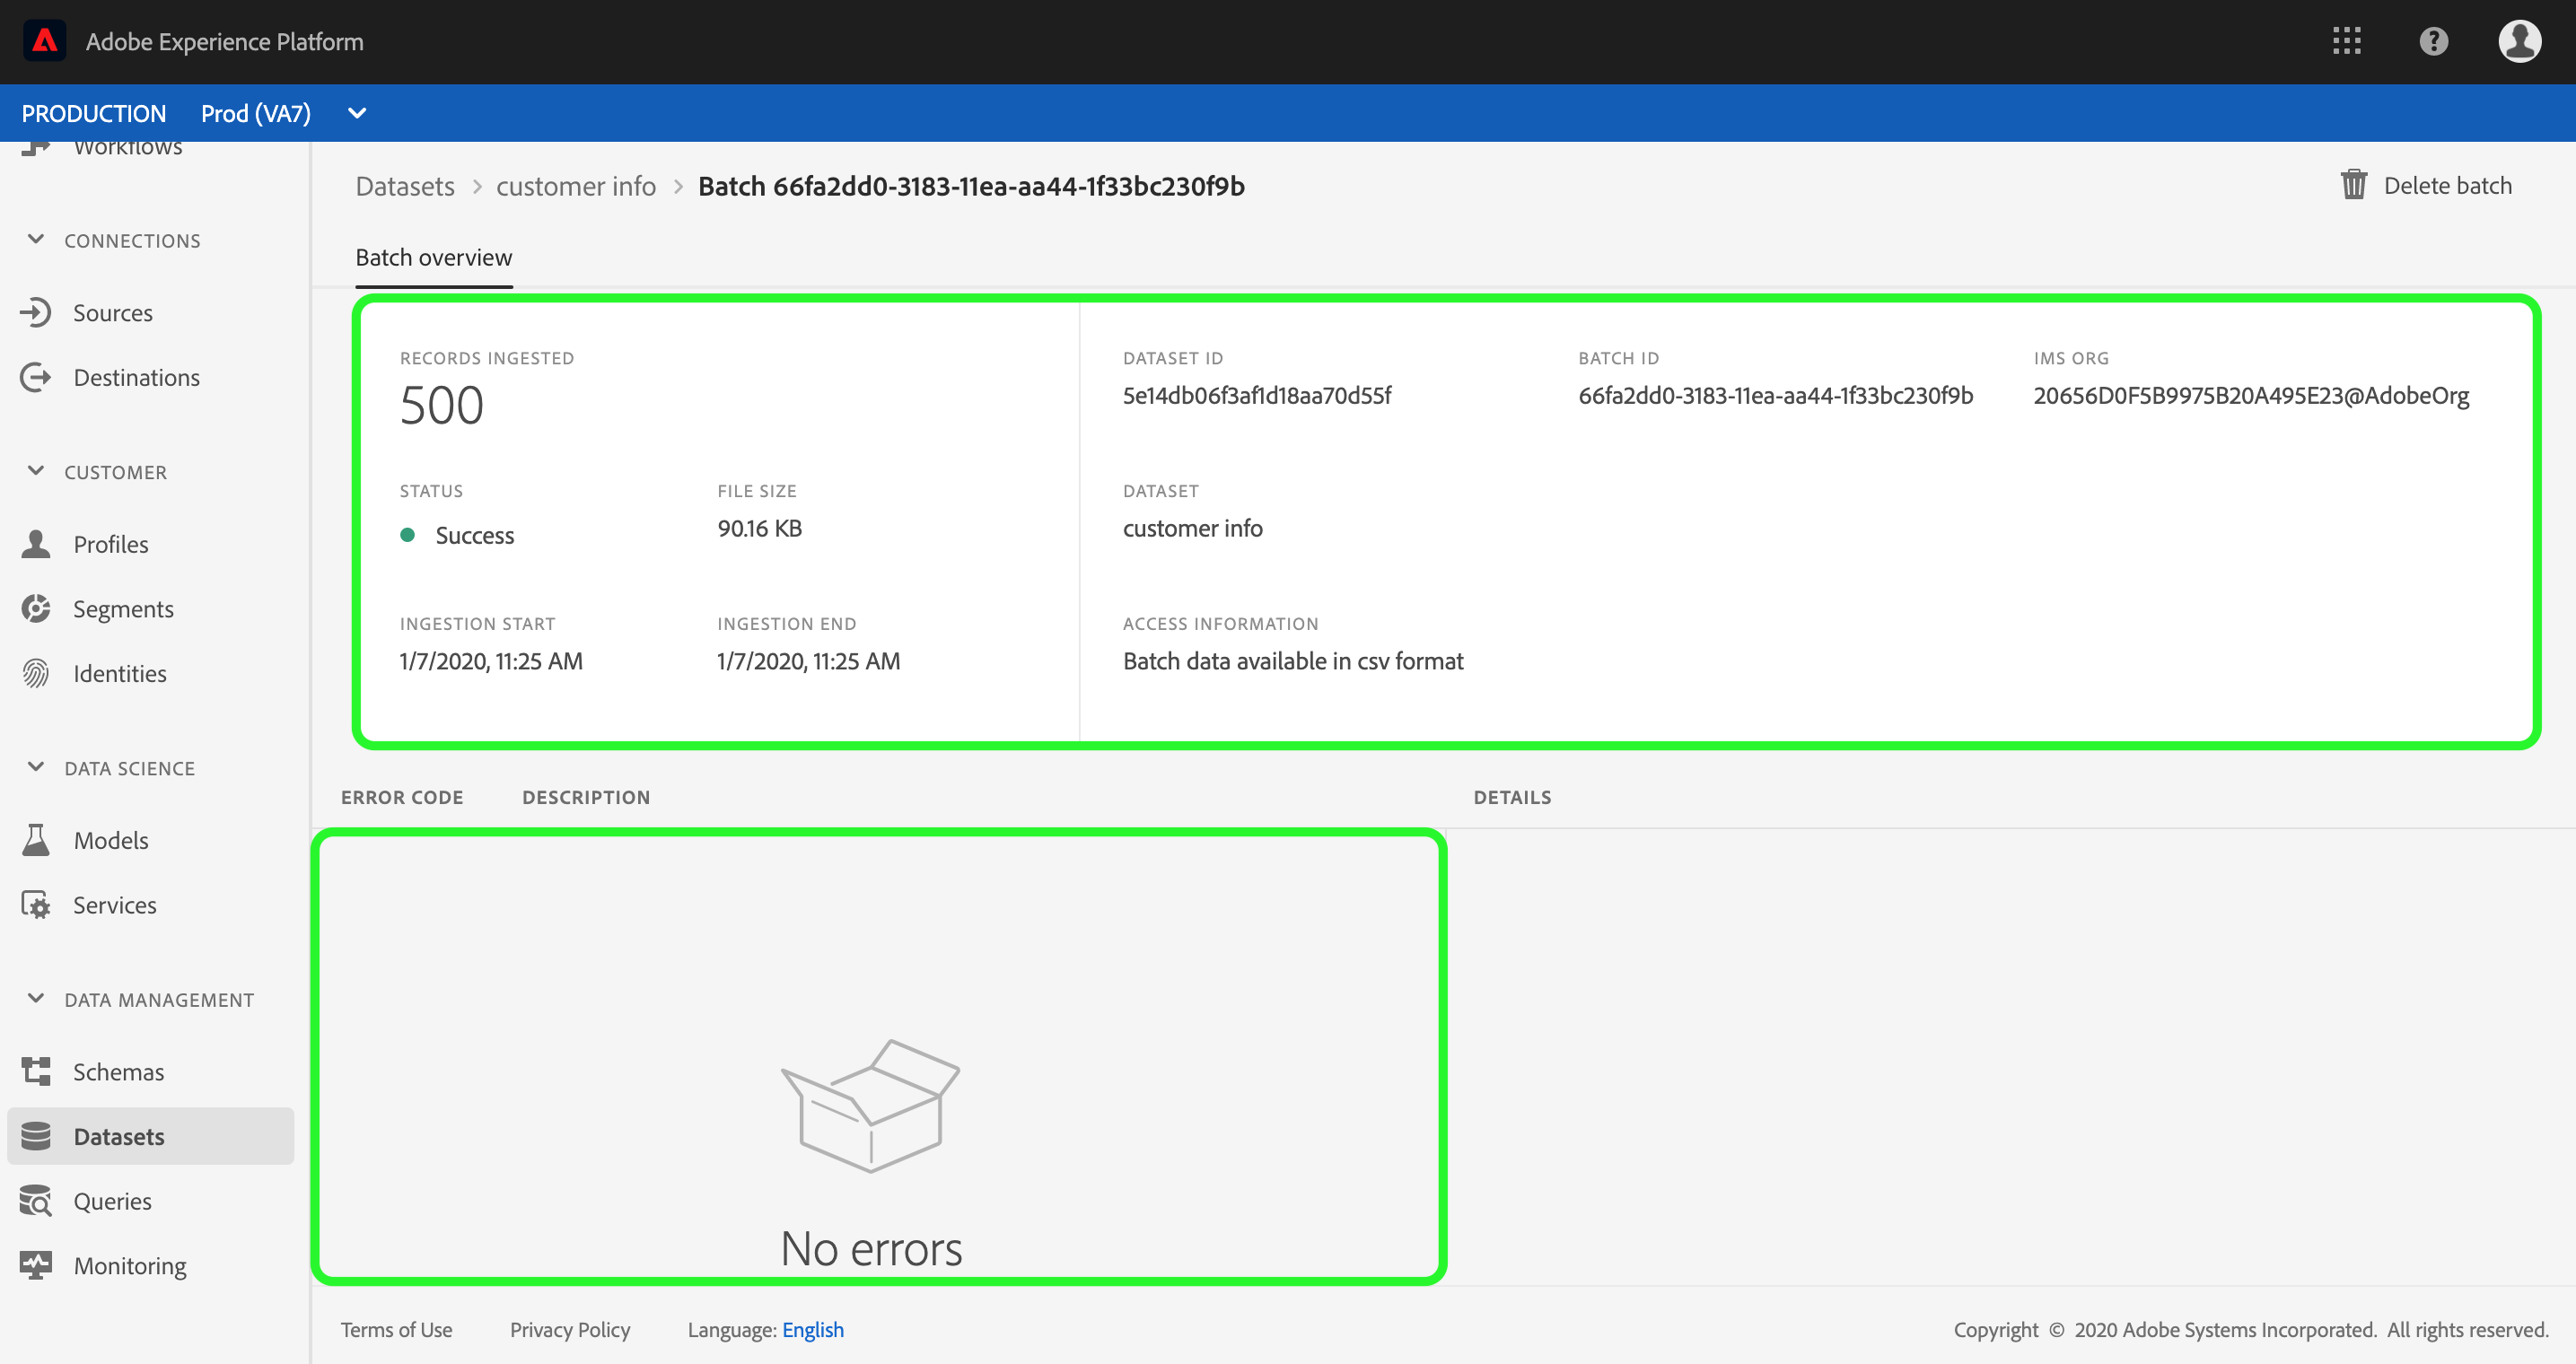 Adobe Experience Platform
PRODUCTION Prod (VA7)
Workflows
CONNECTIONS
Sources
Destinations
CUSTOMER
Profiles
Segments
Identities
DATA SCIENCE
Models
Services
DATA MANAGEMENT
Schemas
Datasets
Queries
Monitoring
Datasets > customer info > Batch 66fa2dd0-3183-11ea-aa44-1f33bc230f9b
Delete batch
Batch overview
RECORDS INGESTED
500
STATUS FILE SIZE
Success 90.16 KB
INGESTION START INGESTION END
1/7/2020, 11:25 AM 1/7/2020, 11:25 AM
DATASET ID BATCH ID IMS ORG
5e14db06f3af1d18aa70d55f 66fa2dd0-3183-11ea-aa44-1f33bc230f9b 20656D0F5B9975B20A495E23@AdobeOrg
DATASET
customer info
ACCESS INFORMATION
Batch data available in csv format
ERROR CODE DESCRIPTION DETAILS
No errors
Terms of Use Privacy Policy Language: English Copyright © 2020 Adobe Systems Incorporated. All rights reserved.